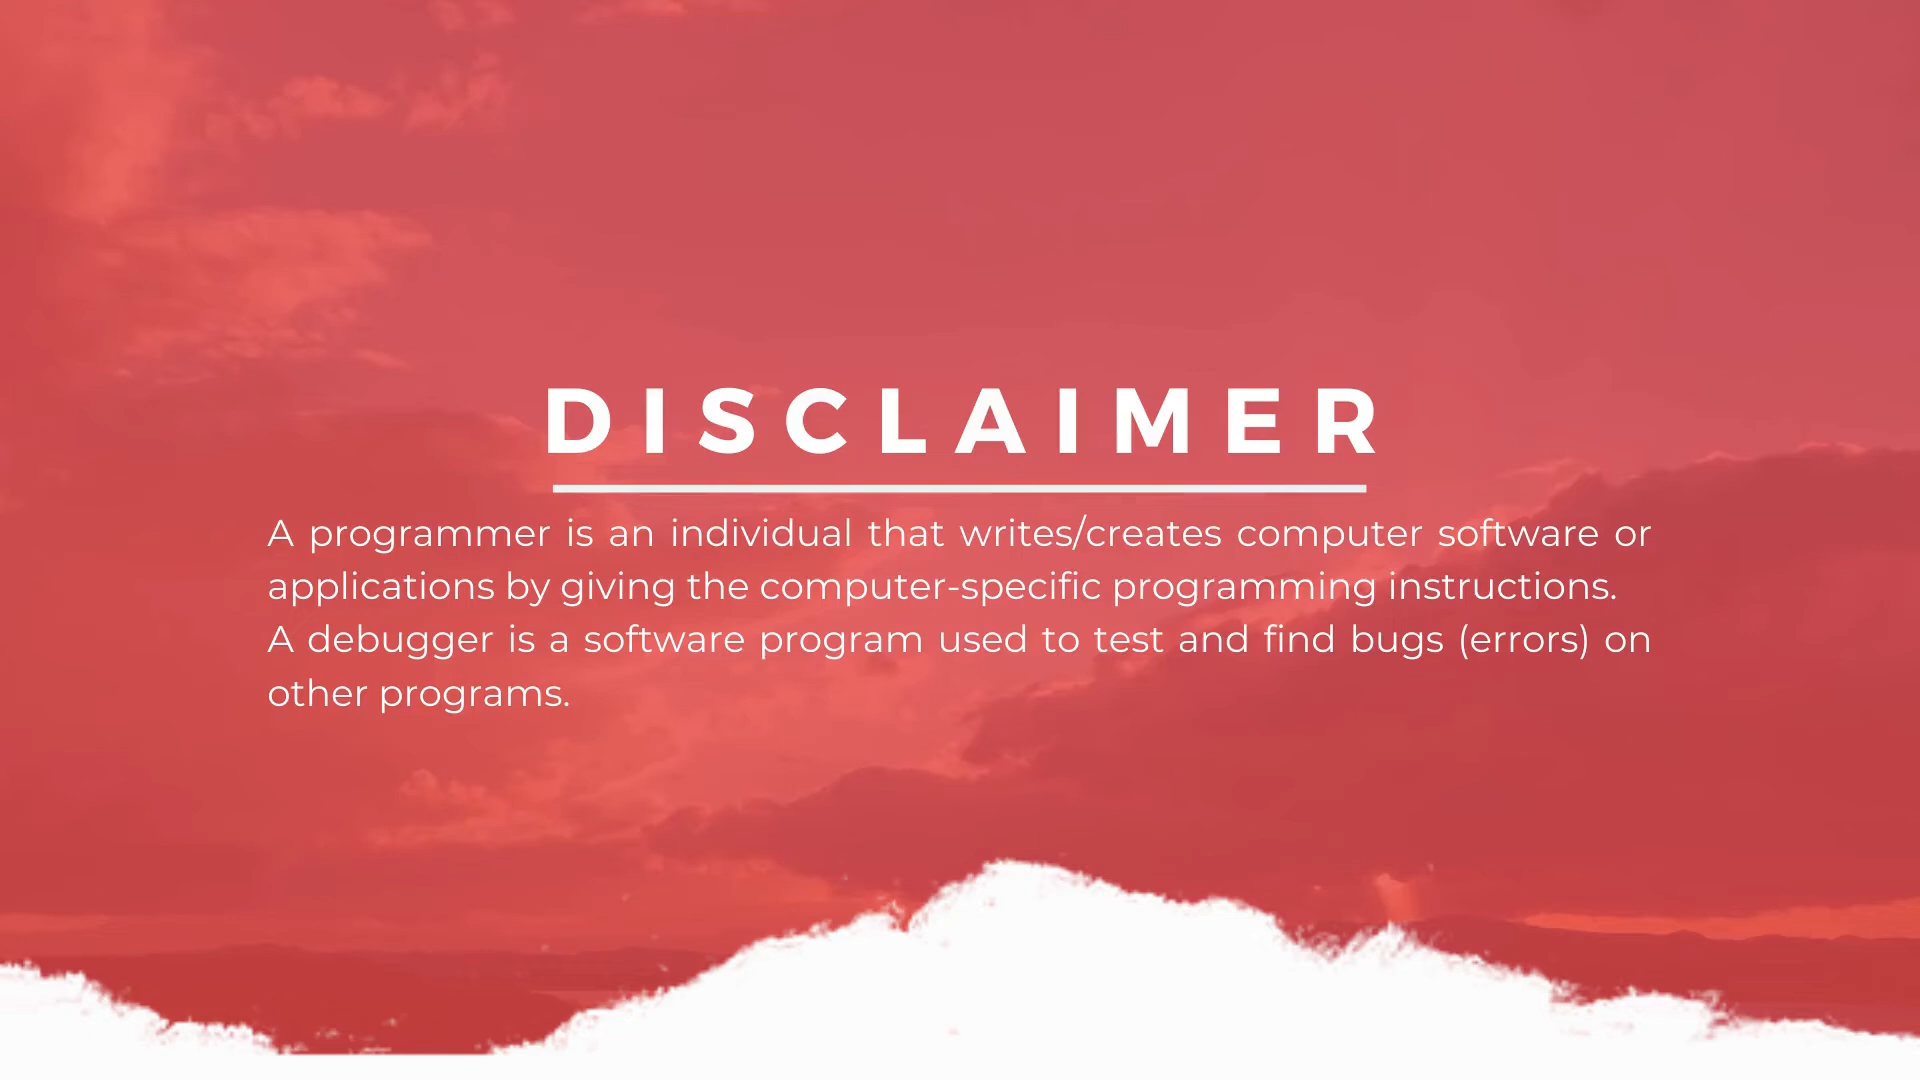 DISCLAIMER
A programmer is an individual that writes/creates computer software or
applications by giving the computer-specific programming instructions.
A debugger is a software program used to test and find bugs (errors) on
other programs.